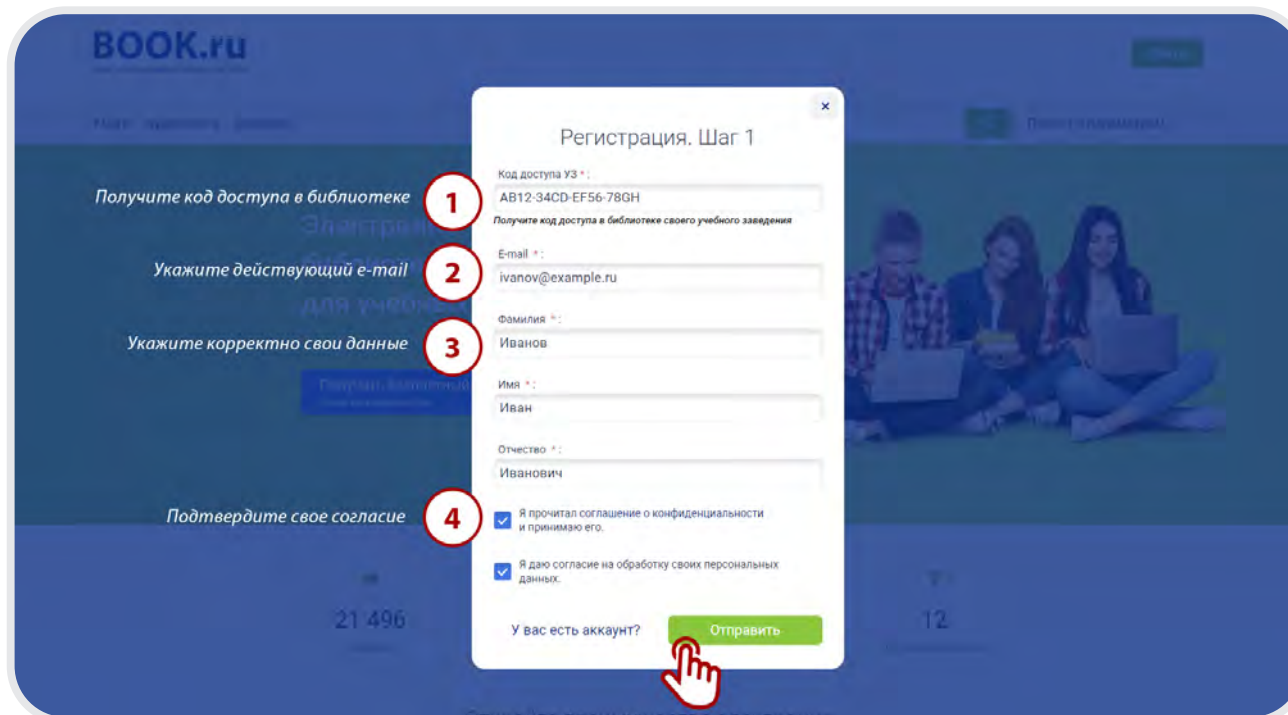 BOOK.ru
×
Регистрация. Шаг 1
Код доступа УЗ * :
Получите код доступа в библиотеке
1
AB12-34CD-EF56-78GH
Получите код доступа в библиотеке своего учебного заведения
E-mail * :
Укажите действующий e-mail
2
ivanov@example.ru
для
Фамилия * :
Укажите корректно свои данные
3
Иванов
Имя * :
Иван
Отчество * :
Иванович
Подтвердите свое согласие
4
Я прочитал соглашение о конфиденциальности
и принимаю его.
Я даю согласие на обработку своих персональных
данных.
21 496
12
У вас есть аккаунт?
Отправить